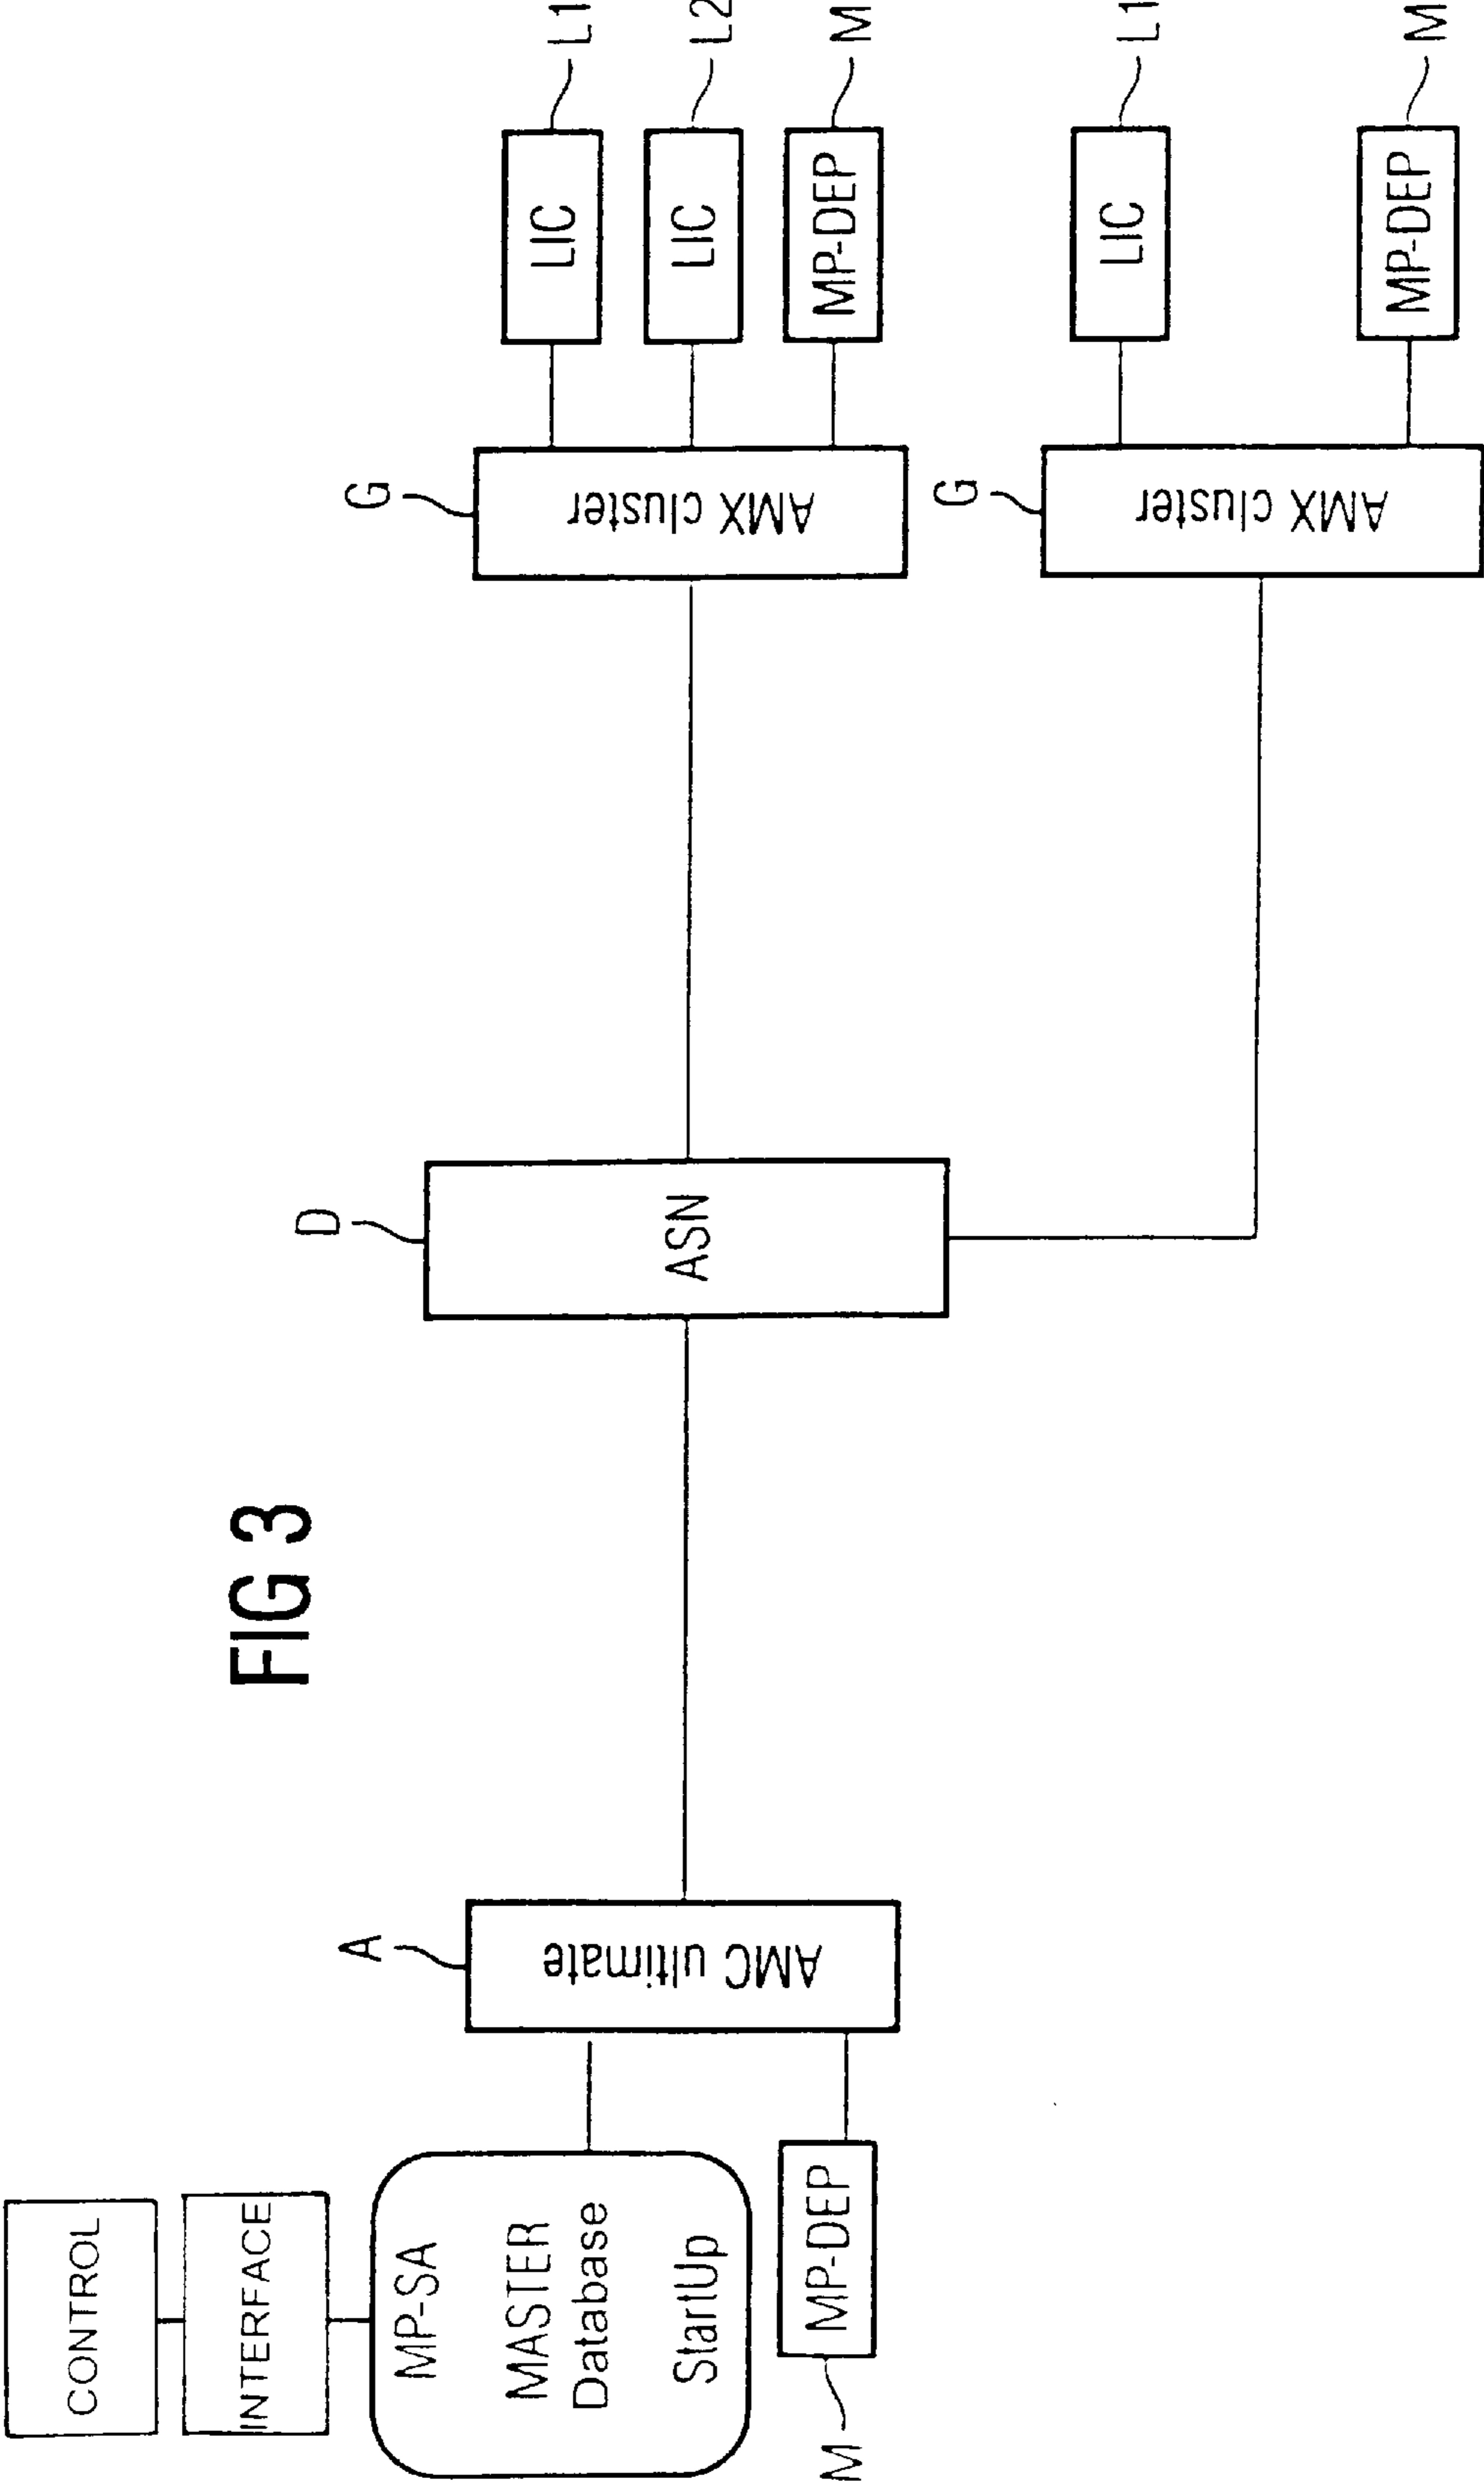 FIG 3
CONTROL
INTERFACE
MP-SA
MASTER
Database
StartUp
MP-DEP
M
A
AMC ultimate
D
ASN
G
AMX cluster
LIC
L1
LIC
L2
MP-DEP
M
G
AMX cluster
LIC
L1
MP-DEP
M